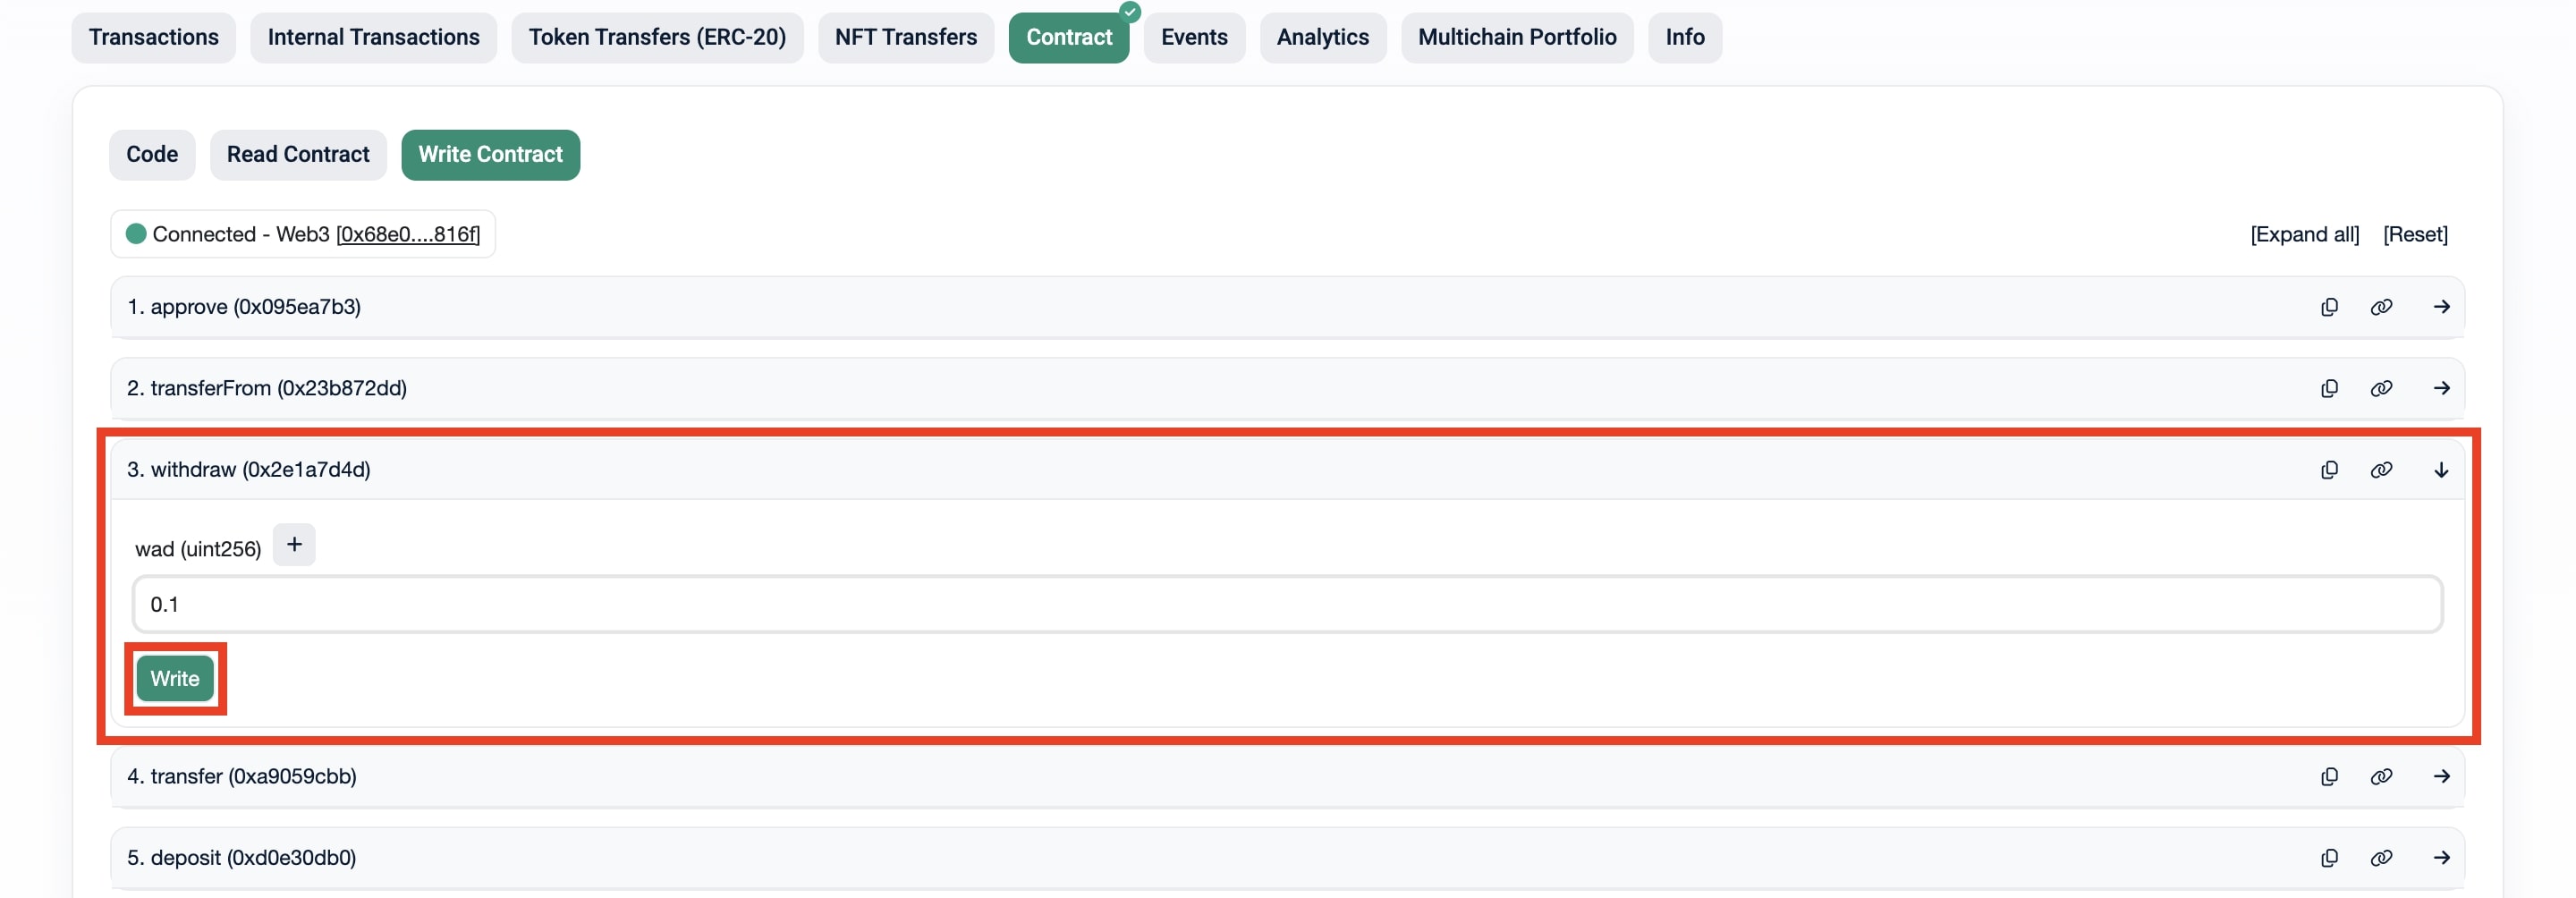 Transactions Internal Transactions Token Transfers (ERC-20) NFT Transfers Contract Events Analytics Multichain Portfolio Info
Code Read Contract Write Contract
Connected - Web3 [0x68e0....816f] [Expand all] [Reset]
1. approve (0x095ea7b3)
2. transferFrom (0x23b872dd)
3. withdraw (0x2e1a7d4d)
wad (uint256) +
0.1
Write
4. transfer (0xa9059cbb)
5. deposit (0xd0e30db0)